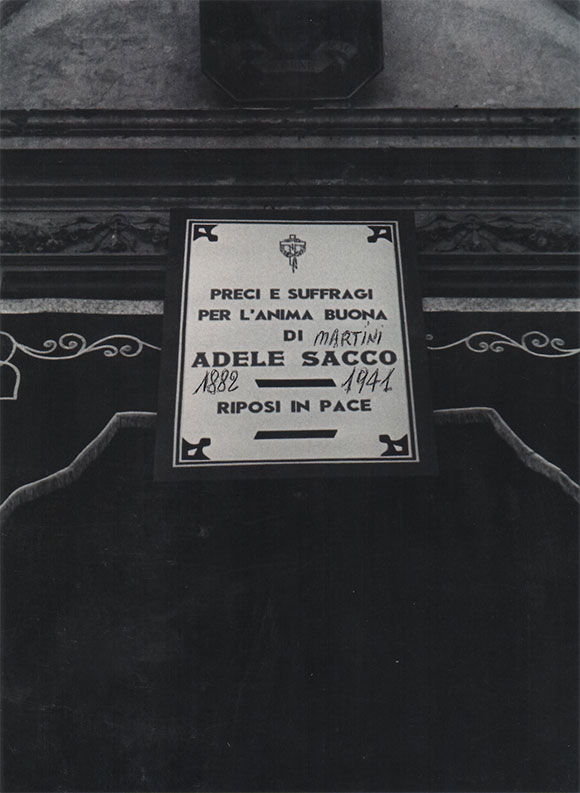 PRECI E SUFFRAGI
PER L'ANIMA BUONA
DI MARTINI
ADELE SACCO
1882 1941
RIPOSI IN PACE